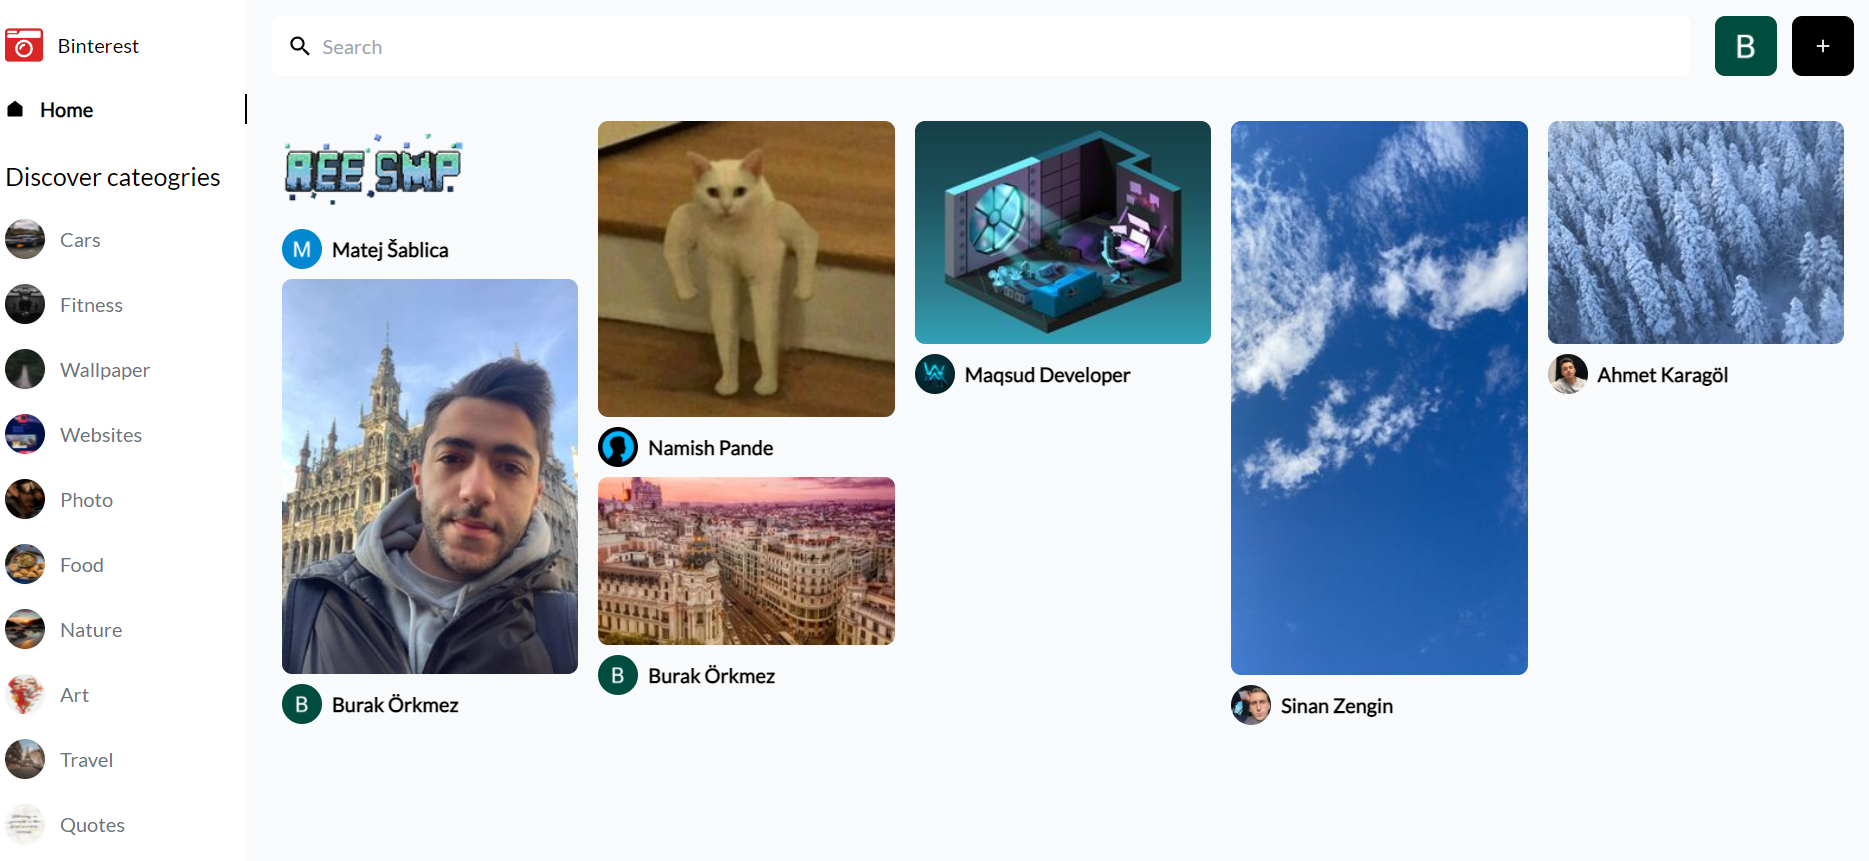 Binterest
Search
B
+
Home
Discover cateogries
Cars
Fitness
Wallpaper
Websites
Photo
Food
Nature
Art
Travel
Quotes
REE SMP
M Matej Šablica
B Burak Örkmez
Namish Pande
B Burak Örkmez
Maqsud Developer
Sinan Zengin
Ahmet Karagöl